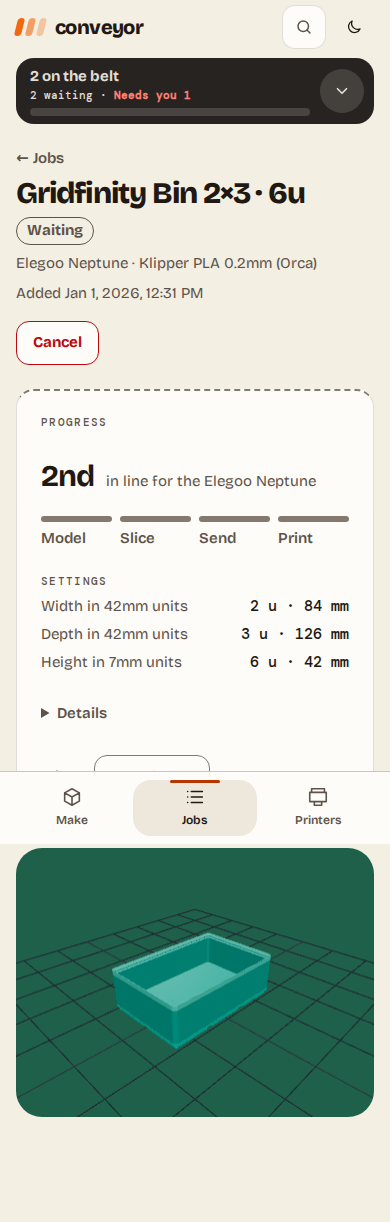 conveyor
2 on the belt
2 waiting · Needs you 1
← Jobs
Gridfinity Bin 2×3 · 6u
Waiting
Elegoo Neptune · Klipper PLA 0.2mm (Orca)
Added Jan 1, 2026, 12:31 PM
Cancel
PROGRESS
2nd in line for the Elegoo Neptune
Model Slice Send Print
SETTINGS
Width in 42mm units 2 u · 84 mm
Depth in 42mm units 3 u · 126 mm
Height in 7mm units 6 u · 42 mm
Details
Make Jobs Printers